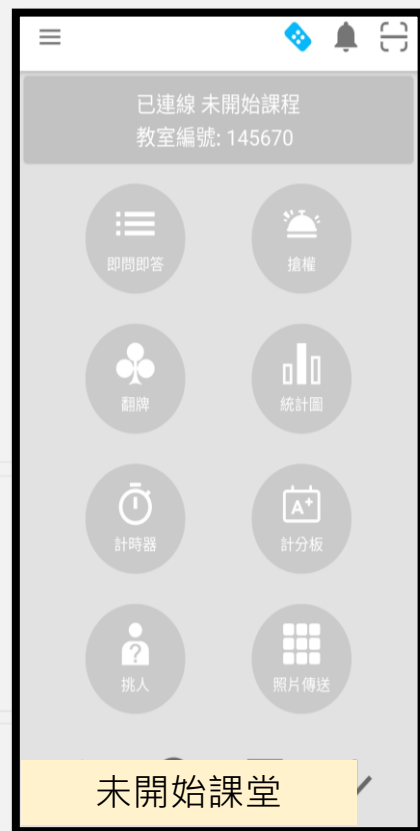 已連線 未開始課程
教室編號: 145670
即問即答
搶權
翻牌
統計圖
計時器
A+
計分板
?
挑人
照片傳送
未開始課堂